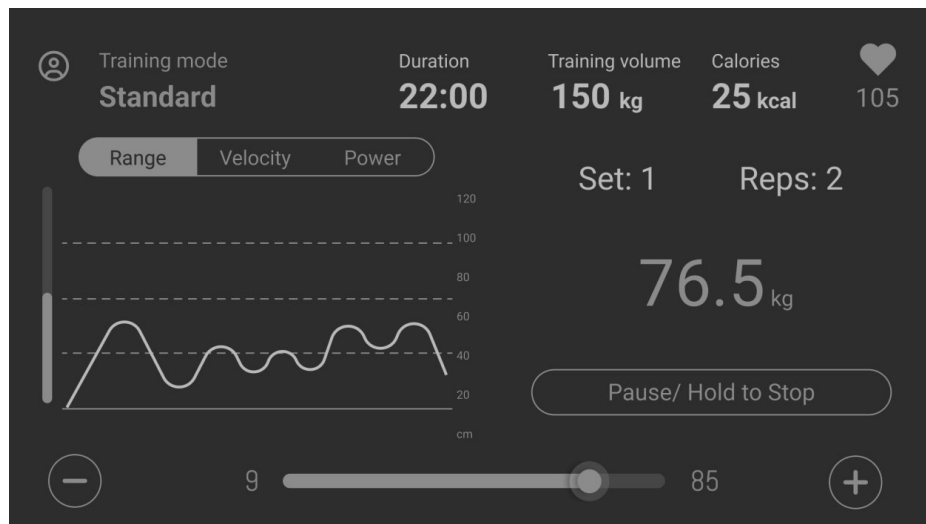 Training mode
Standard
Duration
22:00
Training volume
150 kg
Calories
25 kcal
105
Range Velocity Power
Set: 1 Reps: 2
120
100
80
60
40
20
cm
76.5 kg
Pause/ Hold to Stop
9
85